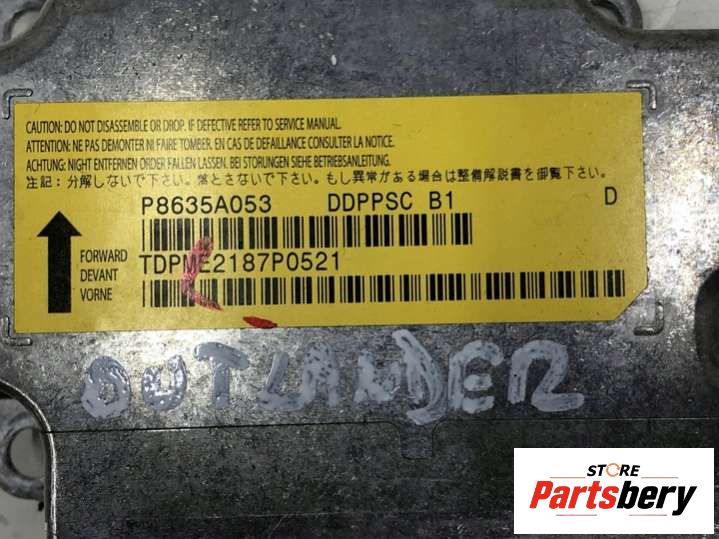 CAUTION: DO NOT DISASSEMBLE OR DROP. IF DEFECTIVE REFER TO SERVICE MANUAL.
ATTENTION: NE PAS DEMONTER NI FAIRE TOMBER. EN CAS DE DEFAILLANCE CONSULTER LA NOTICE.
ACHTUNG: NIGHT ENTFERNEN ORDER FALLEN LASSEN. BEI STORUNGEN SIEHE BETRIEBSANLEITUNG.
注記: 分解しないで下さい。落とさないで下さい。もし異常がある場合は整備解説書を御覧下さい。
P8635A053 DDPPSC B1 D
FORWARD
DEVANT
VORNE
TDPME2187P0521
OUTLANDER
STORE
Partsbery